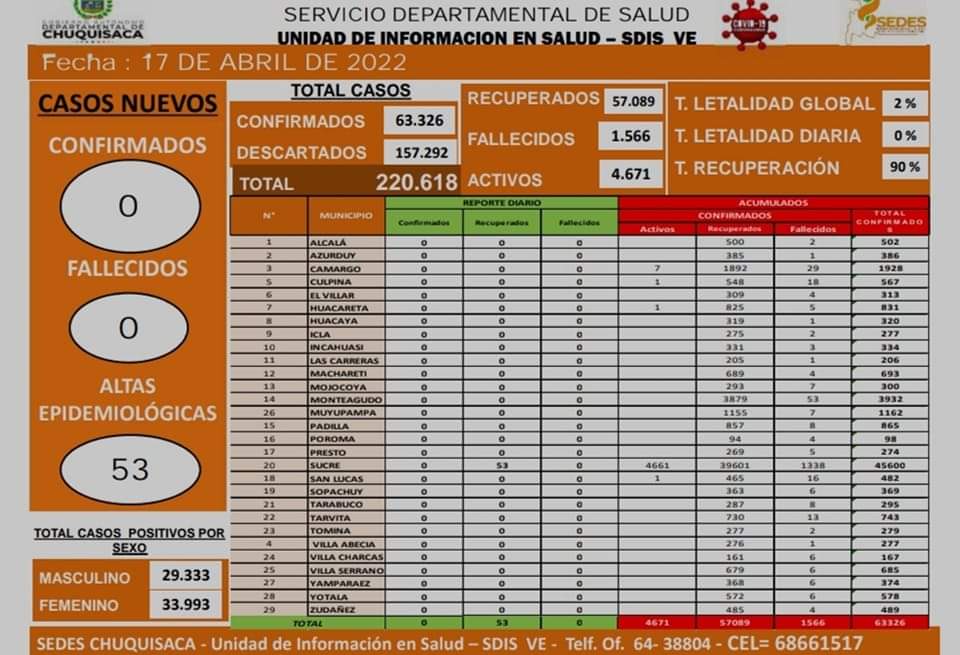 GOBIERNO AUTÓNOMO
DEPARTAMENTAL DE
CHUQUISACA
SERVICIO DEPARTAMENTAL DE SALUD
UNIDAD DE INFORMACION EN SALUD – SDIS VE
COVID-19
SEDES
Fecha : 17 DE ABRIL DE 2022
CASOS NUEVOS
CONFIRMADOS
0
FALLECIDOS
0
ALTAS
EPIDEMIOLÓGICAS
53
TOTAL CASOS POSITIVOS POR
SEXO
MASCULINO 29.333
FEMENINO 33.993
TOTAL CASOS
CONFIRMADOS 63.326
DESCARTADOS 157.292
TOTAL 220.618
RECUPERADOS 57.089
FALLECIDOS 1.566
ACTIVOS 4.671
T. LETALIDAD GLOBAL 2 %
T. LETALIDAD DIARIA 0 %
T. RECUPERACIÓN 90 %
REPORTE DIARIO ACUMULADOS
N° MUNICIPIO Confirmados Recuperados Fallecidos CONFIRMADOS TOTAL
CONFIRMADO
S
Activos Recuperados Fallecidos
1 ALCALÁ 0 0 0 500 2 502
2 AZURDUY 0 0 0 385 1 386
3 CAMARGO 0 0 0 7 1892 29 1928
5 CULPINA 0 0 0 1 548 18 567
6 EL VILLAR 0 0 0 309 4 313
7 HUACARETA 0 0 0 1 825 5 831
8 HUACAYA 0 0 0 319 1 320
9 ICLA 0 0 0 275 2 277
10 INCAHUASI 0 0 0 331 3 334
11 LAS CARRERAS 0 0 0 205 1 206
12 MACHARETI 0 0 0 689 4 693
13 MOJOCOYA 0 0 0 293 7 300
14 MONTEAGUDO 0 0 0 3879 53 3932
26 MUYUPAMPA 0 0 0 1155 7 1162
15 PADILLA 0 0 0 857 8 865
16 POROMA 0 0 0 94 4 98
17 PRESTO 0 0 0 269 5 274
20 SUCRE 0 53 0 4661 39601 1338 45600
18 SAN LUCAS 0 0 0 1 465 16 482
19 SOPACHUY 0 0 0 363 6 369
21 TARABUCO 0 0 0 287 8 295
22 TARVITA 0 0 0 730 13 743
23 TOMINA 0 0 0 277 2 279
4 VILLA ABECIA 0 0 0 276 1 277
24 VILLA CHARCAS 0 0 0 161 6 167
25 VILLA SERRANO 0 0 0 679 6 685
27 YAMPARAEZ 0 0 0 368 6 374
28 YOTALA 0 0 0 572 6 578
29 ZUDAÑEZ 0 0 0 485 4 489
TOTAL 0 53 0 4671 57089 1566 63326
SEDES CHUQUISACA - Unidad de Información en Salud – SDIS VE - Telf. Of. 64- 38804 - CEL= 68661517